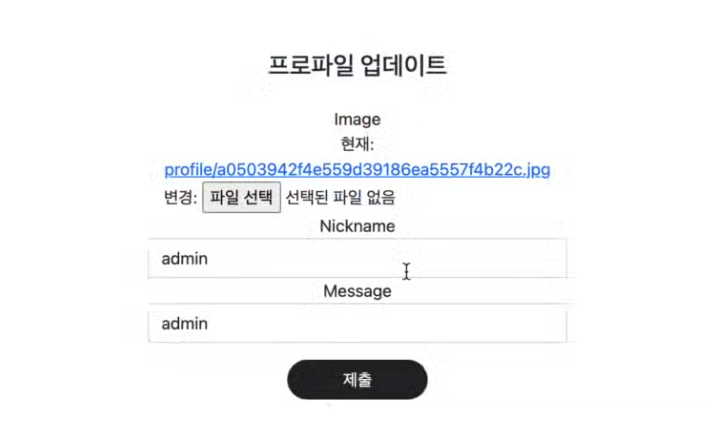 프로파일 업데이트
Image
현재:
profile/a0503942f4e559d39186ea5557f4b22c.jpg
변경: 파일 선택 선택된 파일 없음
Nickname
admin
Message
admin
제출